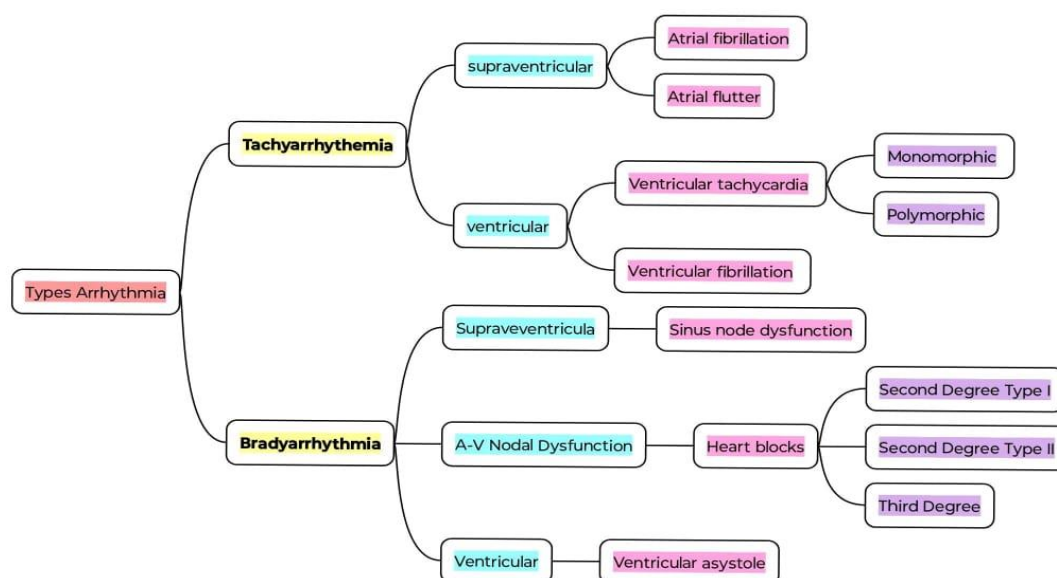 Types Arrhythmia
Tachyarrhythemia
supraventricular
Atrial fibrillation
Atrial flutter
ventricular
Ventricular tachycardia
Monomorphic
Polymorphic
Ventricular fibrillation
Bradyarrhythmia
Supraveventricula
Sinus node dysfunction
A-V Nodal Dysfunction
Heart blocks
Second Degree Type I
Second Degree Type II
Third Degree
Ventricular
Ventricular asystole